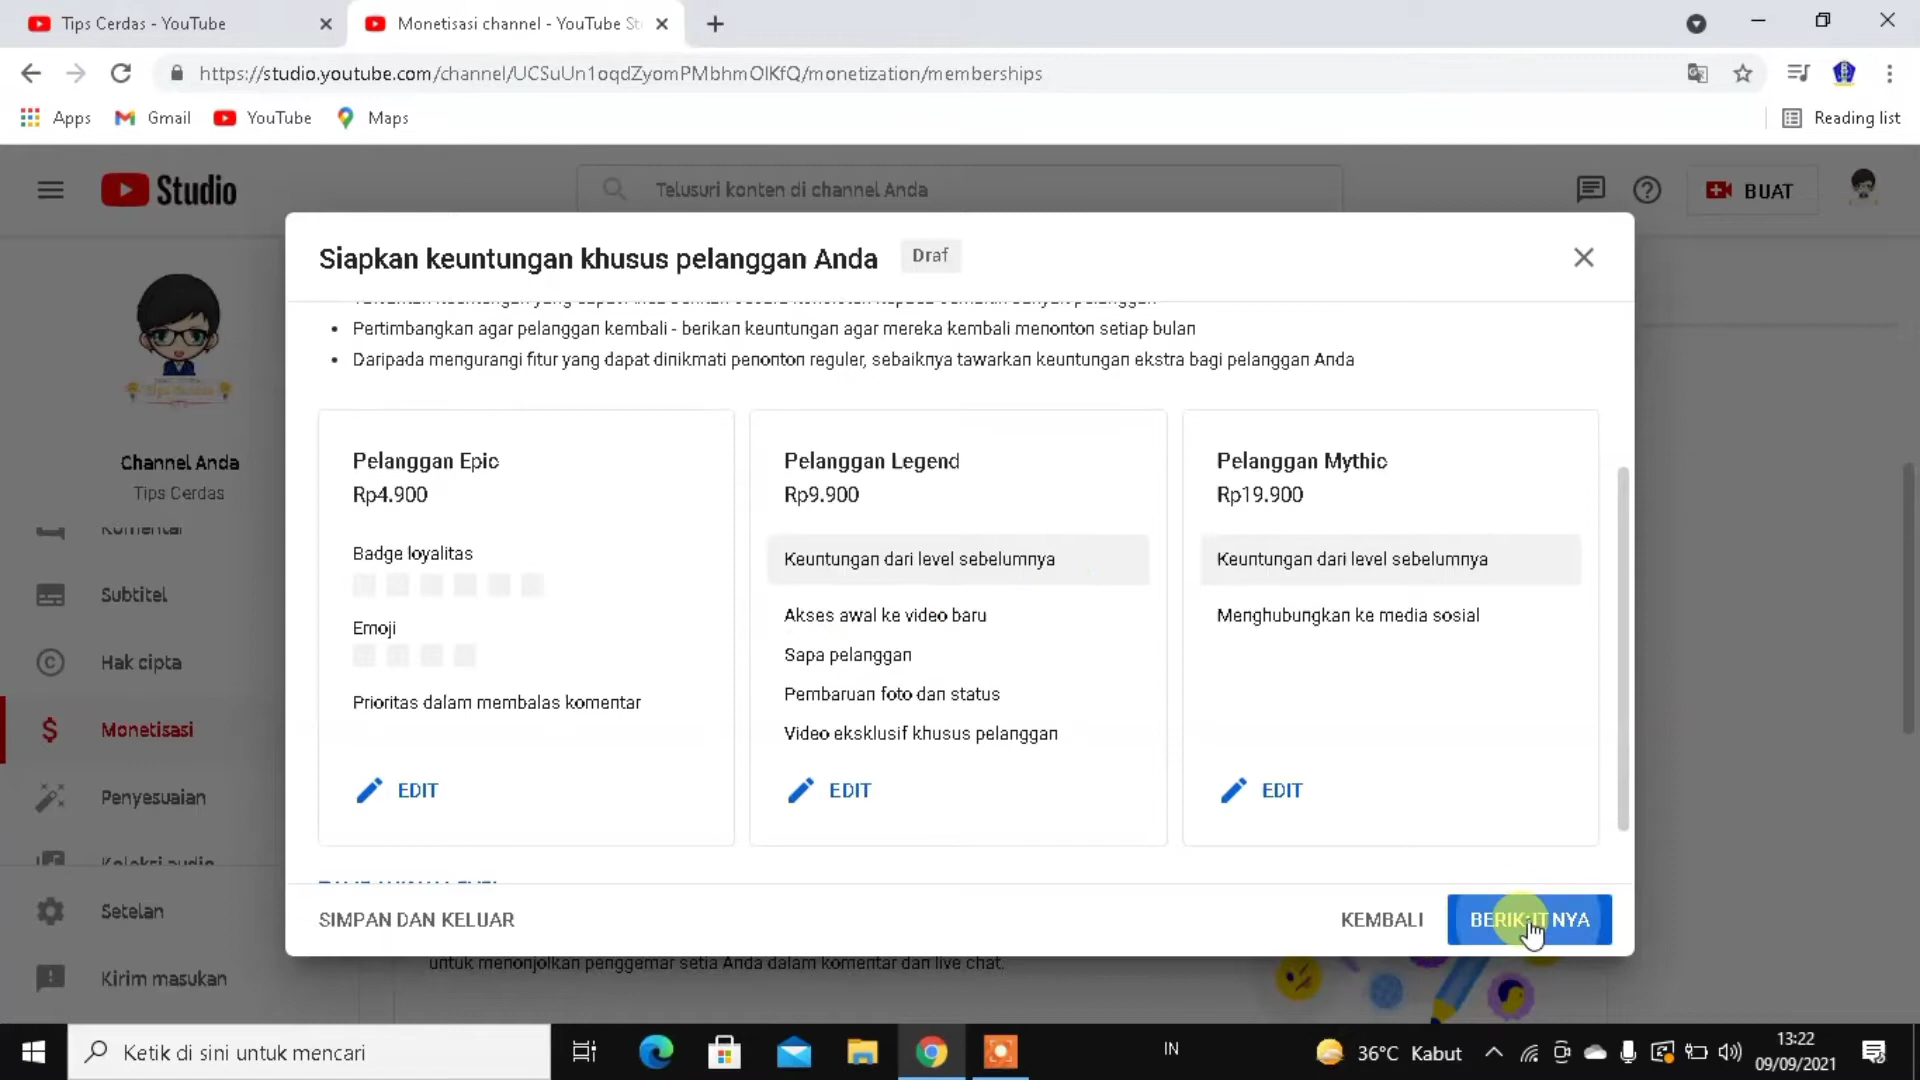 Tips Cerdas - YouTube
Monetisasi channel - YouTube St
https://studio.youtube.com/channel/UCSuUn1oqdZyomPMbhmOlKfQ/monetization/memberships
Apps
Gmail
YouTube
Maps
Reading list
Studio
Telusuri konten di channel Anda
BUAT
Siapkan keuntungan khusus pelanggan Anda
Draf
Pertimbangkan agar pelanggan kembali - berikan keuntungan agar mereka kembali menonton setiap bulan
Daripada mengurangi fitur yang dapat dinikmati penonton reguler, sebaiknya tawarkan keuntungan ekstra bagi pelanggan Anda
Pelanggan Epic
Rp4.900
Badge loyalitas
Emoji
Prioritas dalam membalas komentar
EDIT
Pelanggan Legend
Rp9.900
Keuntungan dari level sebelumnya
Akses awal ke video baru
Sapa pelanggan
Pembaruan foto dan status
Video eksklusif khusus pelanggan
EDIT
Pelanggan Mythic
Rp19.900
Keuntungan dari level sebelumnya
Menghubungkan ke media sosial
EDIT
SIMPAN DAN KELUAR
KEMBALI
BERIKUTNYA
Channel Anda
Tips Cerdas
Komentar
Subtitel
Hak cipta
Monetisasi
Penyesuaian
Koleksi audio
Setelan
Kirim masukan
untuk menonjolkan penggemar setia Anda dalam komentar dan live chat.
Ketik di sini untuk mencari
IN
36°C Kabut
13:22
09/09/2021